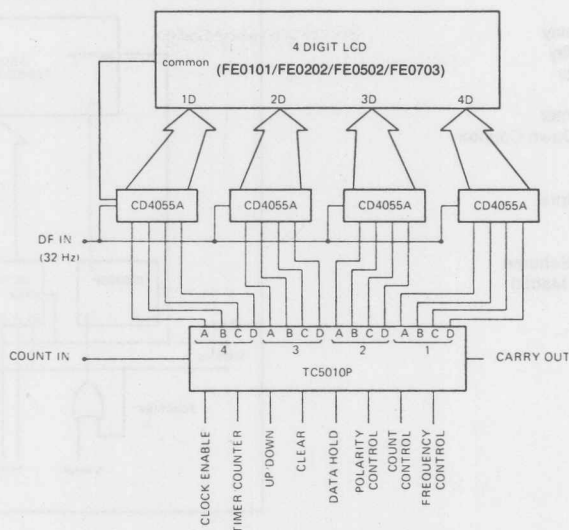 4 DIGIT LCD
common (FE0101/FE0202/FE0502/FE0703)
1D 2D 3D 4D
CD4055A CD4055A CD4055A CD4055A
DF IN
(32 Hz)
A B C D A B C D A B C D A B C D
4 3 2 1
COUNT IN CARRY OUT
TC5010P
CLOCK ENABLE
TIMER COUNTER
UP DOWN
CLEAR
DATA HOLD
POLARITY CONTROL
COUNT CONTROL
FREQUENCY CONTROL